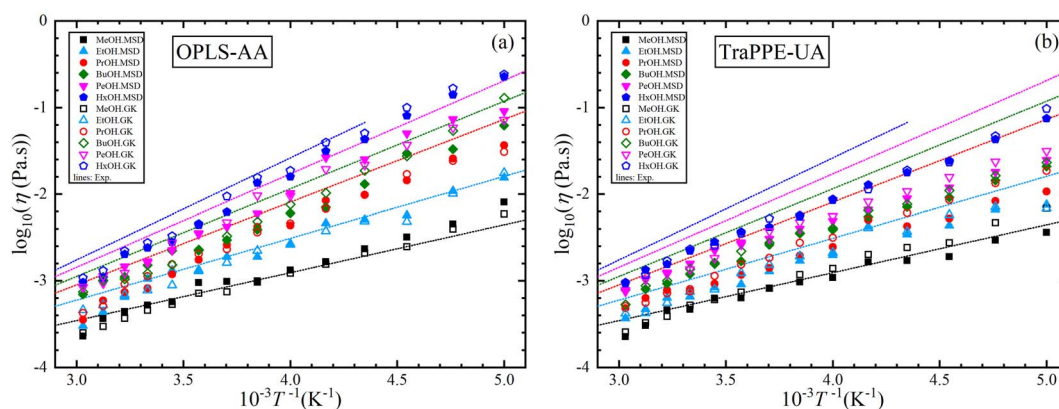 OPLS-AA
(a)
MeOH.MSD
EtOH.MSD
PrOH.MSD
BuOH.MSD
PeOH.MSD
HxOH.MSD
MeOH.GK
EtOH.GK
PrOH.GK
BuOH.GK
PeOH.GK
HxOH.GK
lines: Exp.
log₁₀(η (Pa.s)
0
-1
-2
-3
-4
3.0 3.5 4.0 4.5 5.0
10⁻³T⁻¹(K⁻¹)
TraPPE-UA
(b)
MeOH.MSD
EtOH.MSD
PrOH.MSD
BuOH.MSD
PeOH.MSD
HxOH.MSD
MeOH.GK
EtOH.GK
PrOH.GK
BuOH.GK
PeOH.GK
HxOH.GK
lines: Exp.
log₁₀(η (Pa.s)
0
-1
-2
-3
-4
3.0 3.5 4.0 4.5 5.0
10⁻³T⁻¹(K⁻¹)